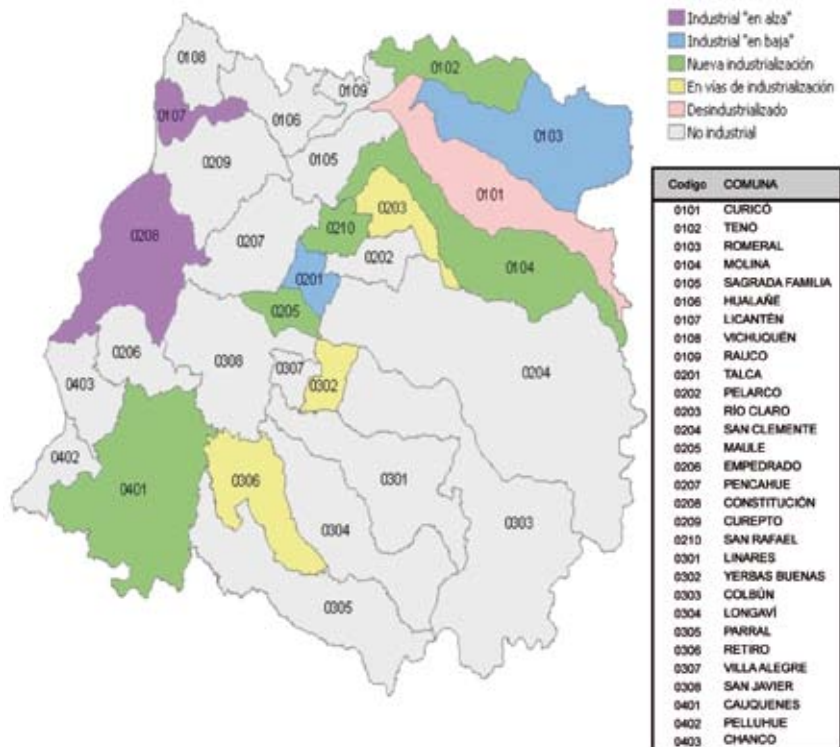 Industrial "en alza"
Industrial "en baja"
Nueva industrialización
En vías de industrialización
Desindustrializado
No industrial
0108
0102
0109
0107
0106
0103
0105
0209
0101
0203
0210
0208
0207
0202
0104
0201
0205
0206
0308
0307
0302
0204
0403
0402
0401
0306
0301
0304
0303
0305
Codigo COMUNA
0101 CURICÓ
0102 TENO
0103 ROMERAL
0104 MOLINA
0105 SAGRADA FAMILIA
0106 HUALAÑÉ
0107 LICANTÉN
0108 VICHUQUÉN
0109 RAUCO
0201 TALCA
0202 PELARCO
0203 RÍO CLARO
0204 SAN CLEMENTE
0205 MAULE
0206 EMPEDRADO
0207 PENCAHUE
0208 CONSTITUCIÓN
0209 CUREPTO
0210 SAN RAFAEL
0301 LINARES
0302 YERBAS BUENAS
0303 COLBÚN
0304 LONGAVÍ
0305 PARRAL
0306 RETIRO
0307 VILLA ALEGRE
0308 SAN JAVIER
0401 CAUQUENES
0402 PELLUHUE
0403 CHANCO